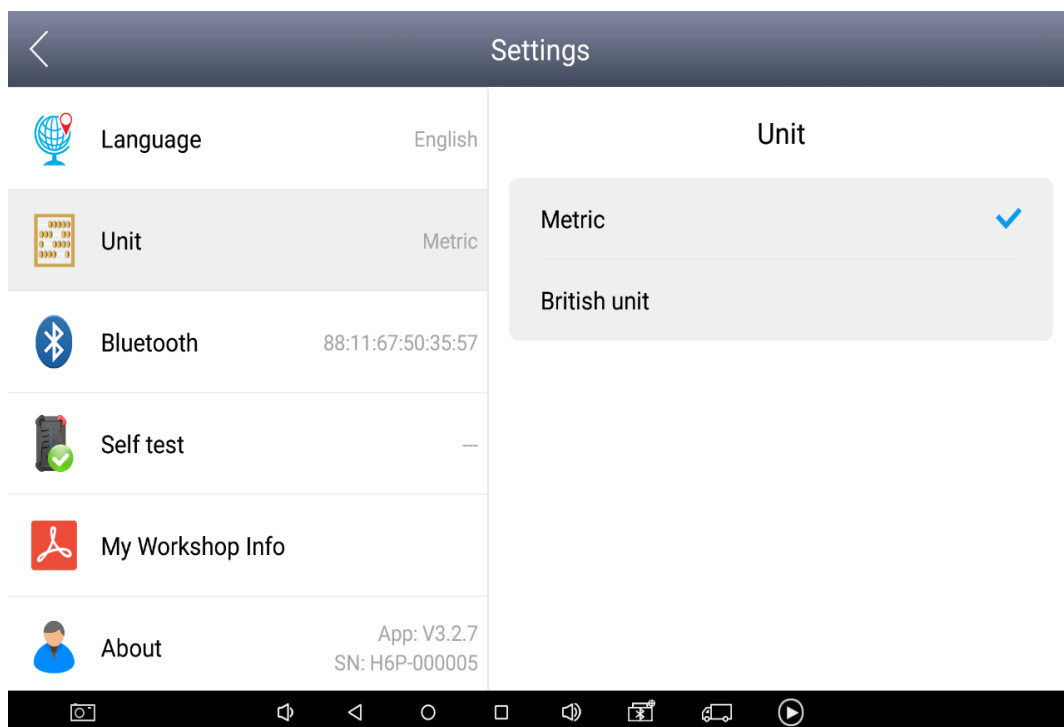 Settings
Language English
Unit Metric
Bluetooth 88:11:67:50:35:57
Self test —
My Workshop Info
About App: V3.2.7
SN: H6P-000005
Unit
Metric
British unit